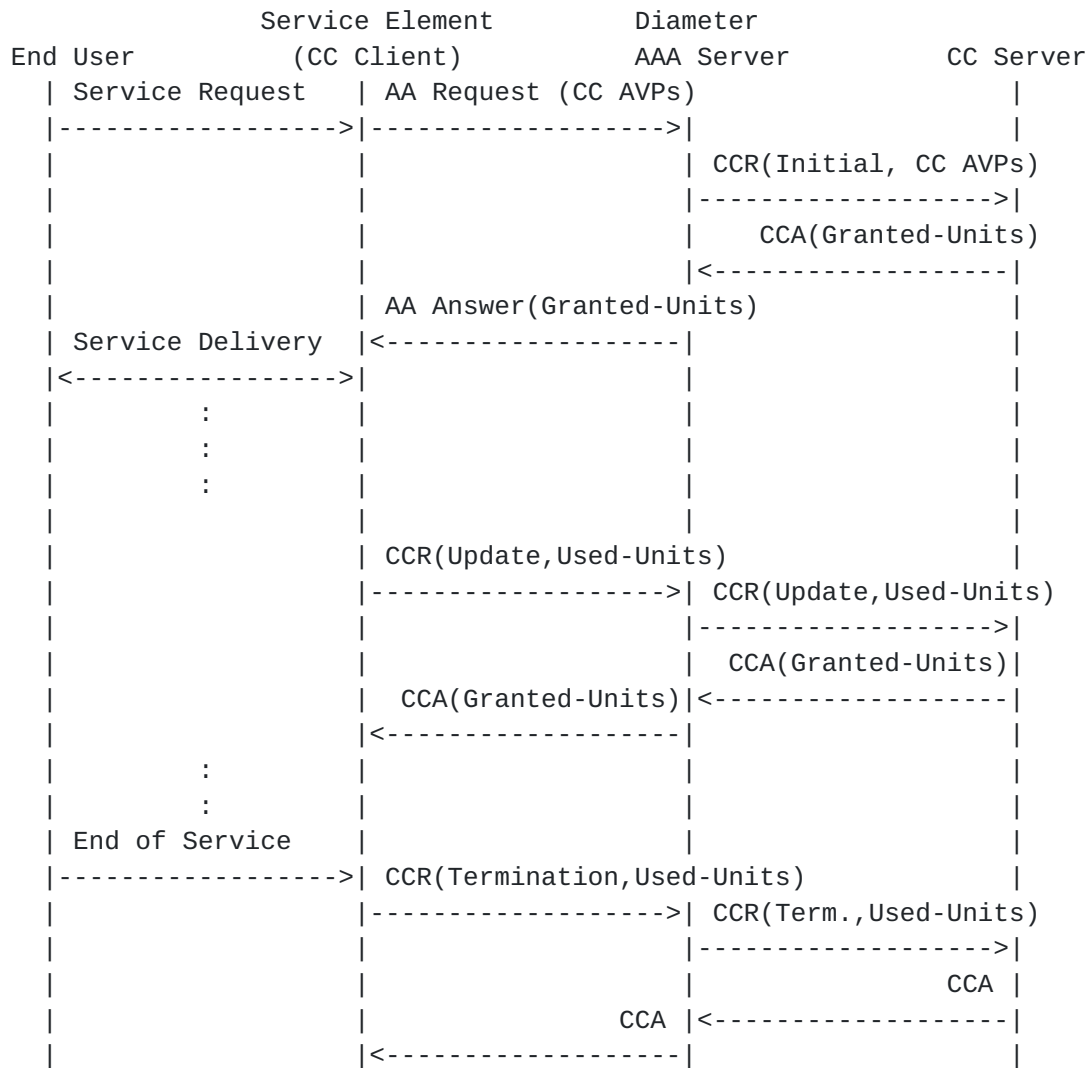 Service Element Diameter
End User (CC Client) AAA Server CC Server
| Service Request | AA Request (CC AVPs) |
|------------------>|------------------->| |
| | | CCR(Initial, CC AVPs)
| | |------------------->|
| | | CCA(Granted-Units)
| | |<-------------------|
| | AA Answer(Granted-Units) |
| Service Delivery |<-------------------| |
|<----------------->| | |
| : | | |
| : | | |
| : | | |
| | | |
| | CCR(Update,Used-Units) |
| |------------------->| CCR(Update,Used-Units)
| | |------------------->|
| | | CCA(Granted-Units)|
| | CCA(Granted-Units)|<-------------------|
| |<-------------------| |
| : | | |
| : | | |
| End of Service | | |
|------------------>| CCR(Termination,Used-Units) |
| |------------------->| CCR(Term.,Used-Units)
| | |------------------->|
| | | CCA |
| | CCA |<-------------------|
| |<-------------------| |